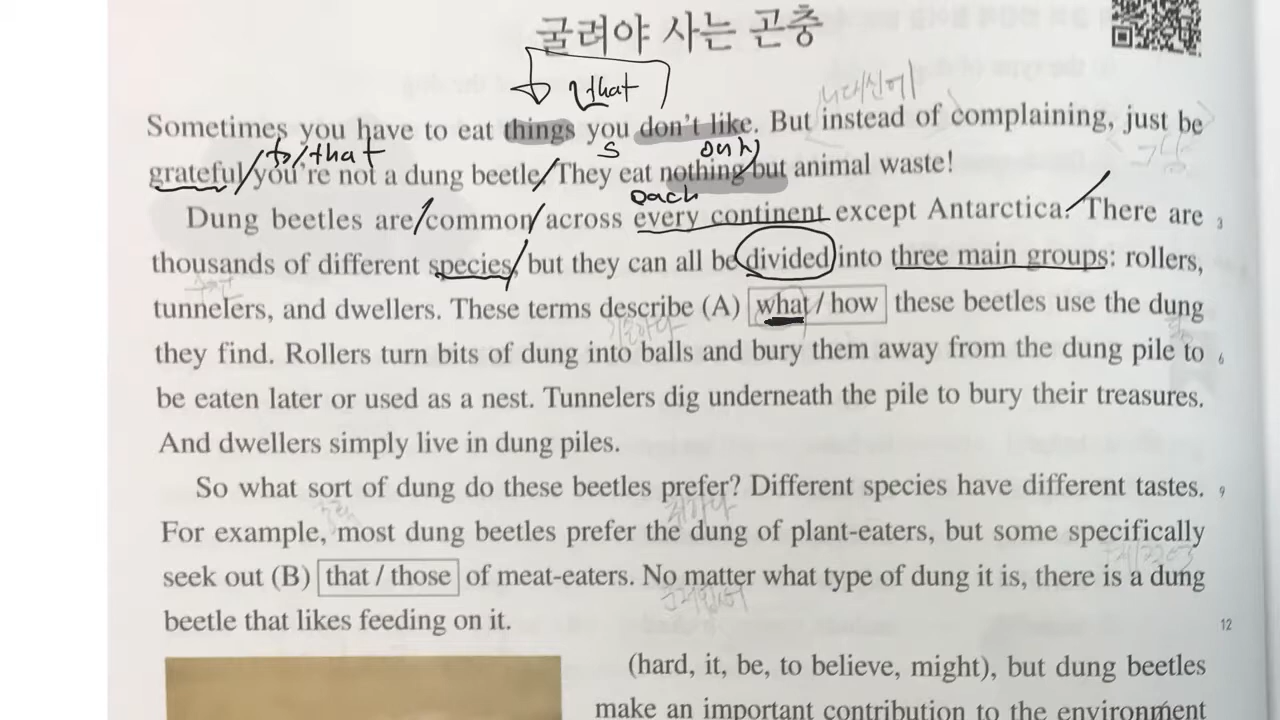 굴려야 사는 곤충
that
Sometimes you have to eat things you don't like. But instead of complaining, just be
to/that
S
only
grateful/you're not a dung beetle./They eat nothing but animal waste!
each
Dung beetles are/common/across every continent except Antarctica./There are 3
thousands of different species/, but they can all be divided into three main groups: rollers,
tunnelers, and dwellers. These terms describe (A) what / how these beetles use the dung
they find. Rollers turn bits of dung into balls and bury them away from the dung pile to 6
be eaten later or used as a nest. Tunnelers dig underneath the pile to bury their treasures.
And dwellers simply live in dung piles.
So what sort of dung do these beetles prefer? Different species have different tastes. 9
For example, most dung beetles prefer the dung of plant-eaters, but some specifically
seek out (B) that / those of meat-eaters. No matter what type of dung it is, there is a dung
beetle that likes feeding on it. 12
(hard, it, be, to believe, might), but dung beetles
make an important contribution to the environment